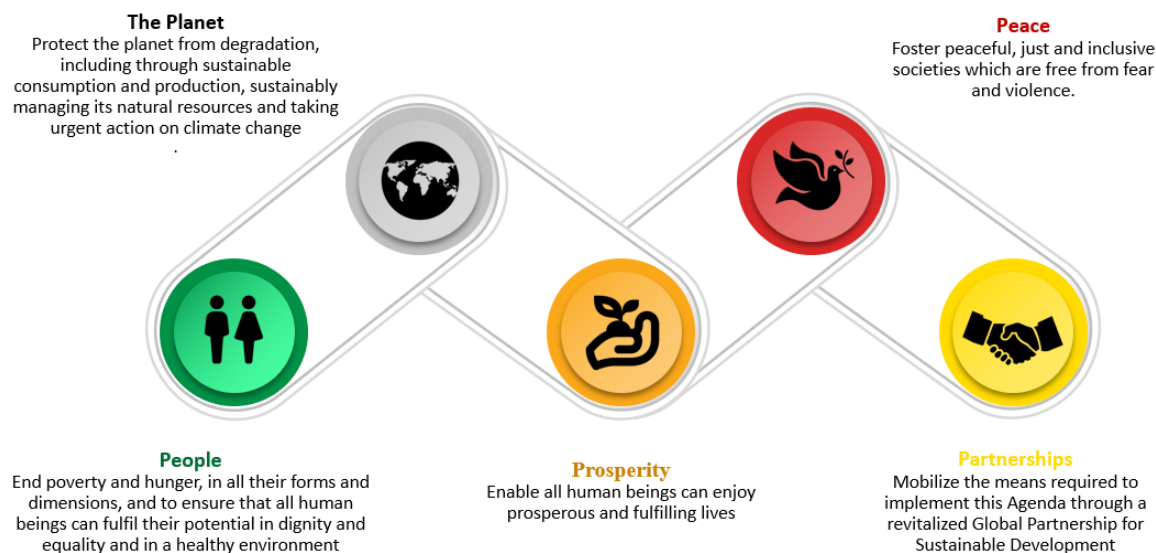 The Planet
Protect the planet from degradation,
including through sustainable
consumption and production, sustainably
managing its natural resources and taking
urgent action on climate change
.
Peace
Foster peaceful, just and inclusive
societies which are free from fear
and violence.
People
End poverty and hunger, in all their forms and
dimensions, and to ensure that all human
beings can fulfil their potential in dignity and
equality and in a healthy environment
Prosperity
Enable all human beings can enjoy
prosperous and fulfilling lives
Partnerships
Mobilize the means required to
implement this Agenda through a
revitalized Global Partnership for
Sustainable Development